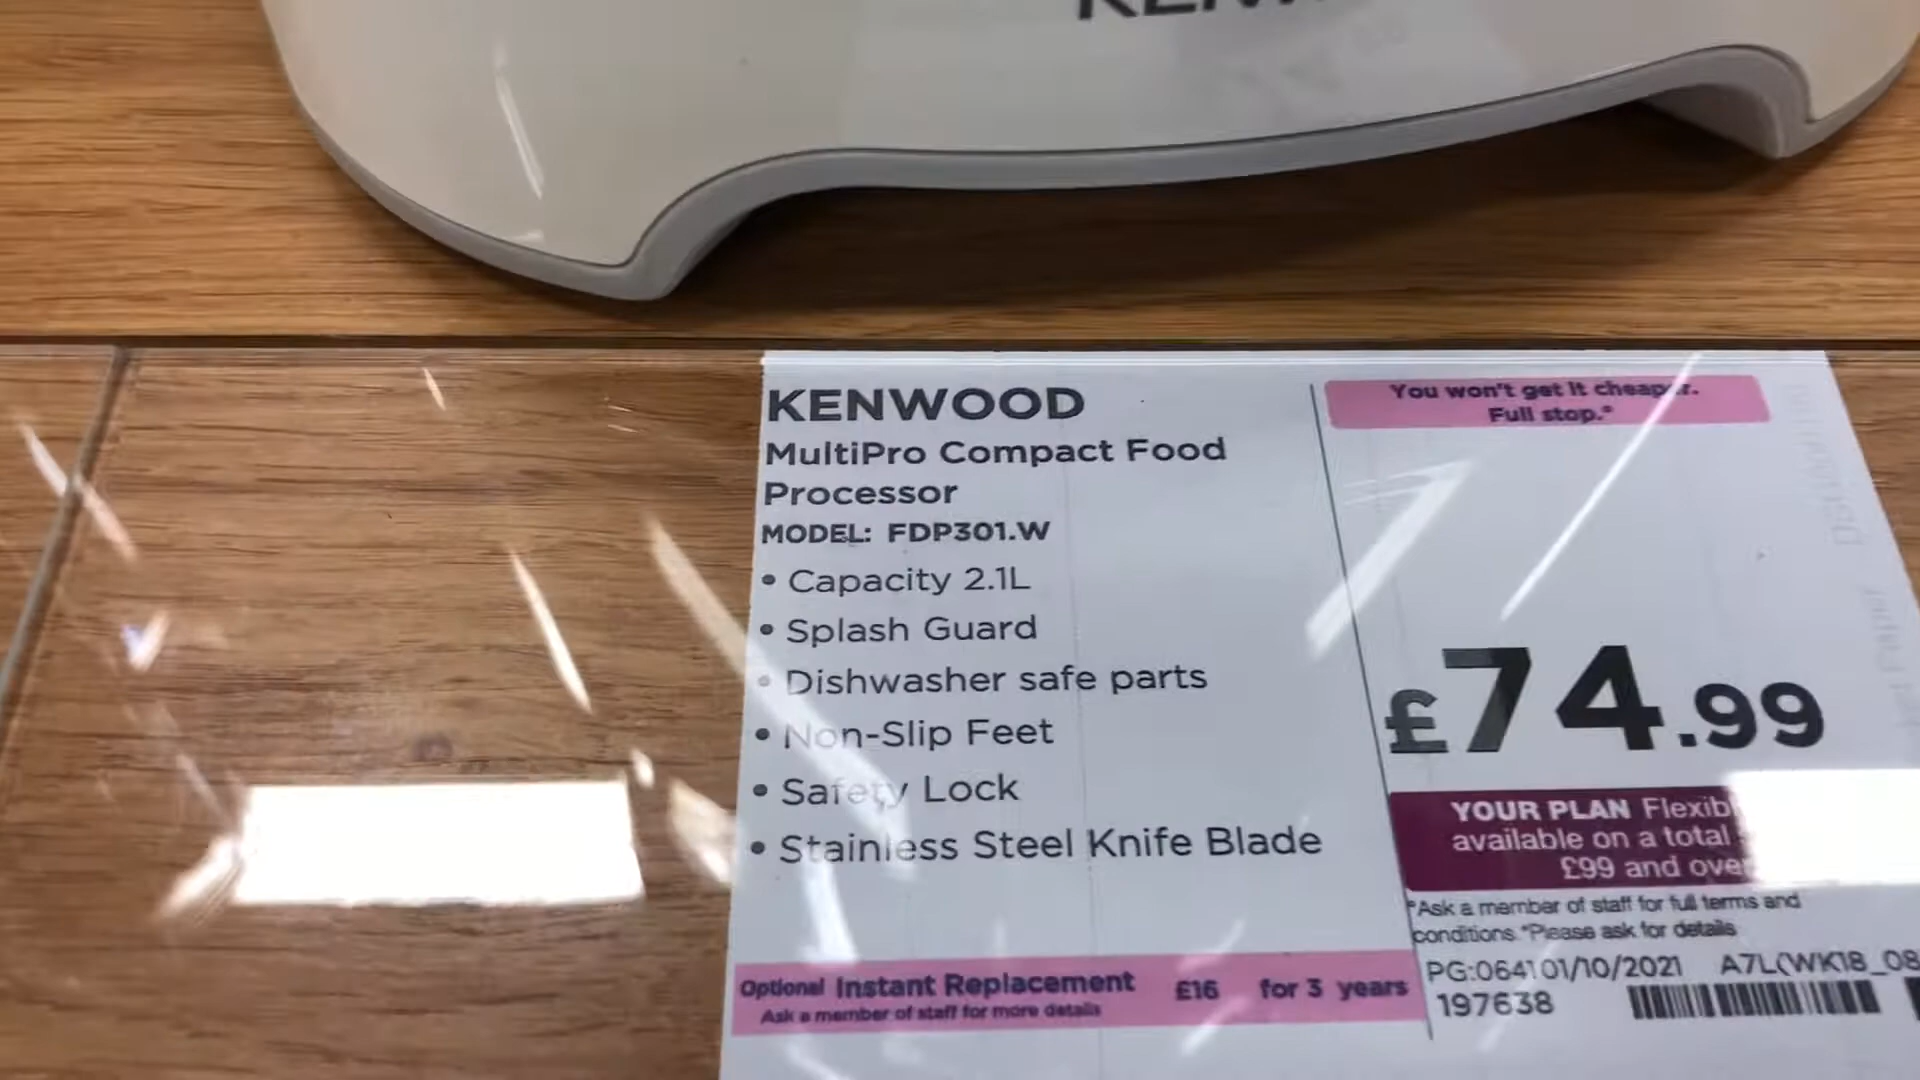 KENWOOD
MultiPro Compact Food
Processor
MODEL: FDP301.W
• Capacity 2.1L
• Splash Guard
• Dishwasher safe parts
• Non-Slip Feet
• Safety Lock
• Stainless Steel Knife Blade
Optional Instant Replacement £16 for 3 years
Ask a member of staff for more details
You won't get it cheaper.
Full stop.*
£74.99
YOUR PLAN
available on a total
£99 and over
*Ask a member of staff for full terms and
conditions.*Please ask for details
PG:0641 01/10/2021 A7L(WK18_08
197638